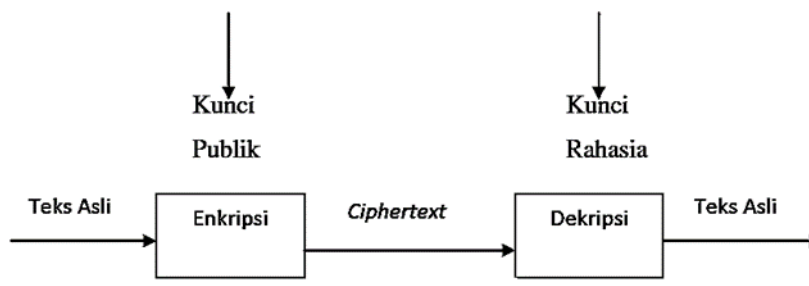 Kunci
Publik
Kunci
Rahasia
Teks Asli
Enkripsi
Ciphertext
Dekripsi
Teks Asli